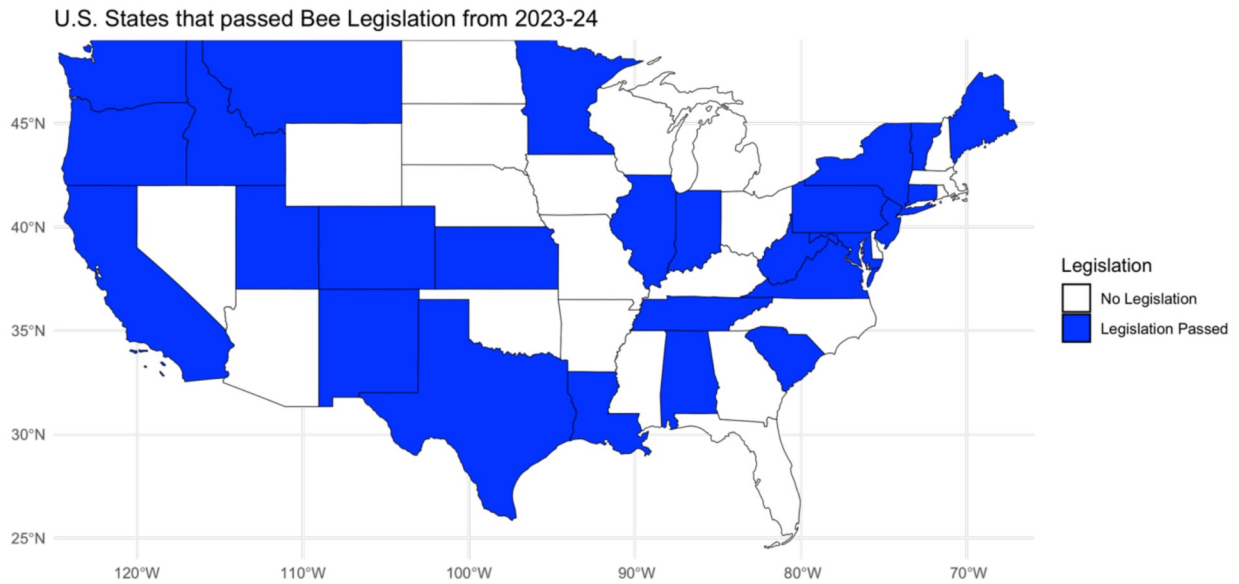 U.S. States that passed Bee Legislation from 2023-24
45°N
40°N
35°N
30°N
25°N
120°W 110°W 100°W 90°W 80°W 70°W
Legislation
No Legislation
Legislation Passed